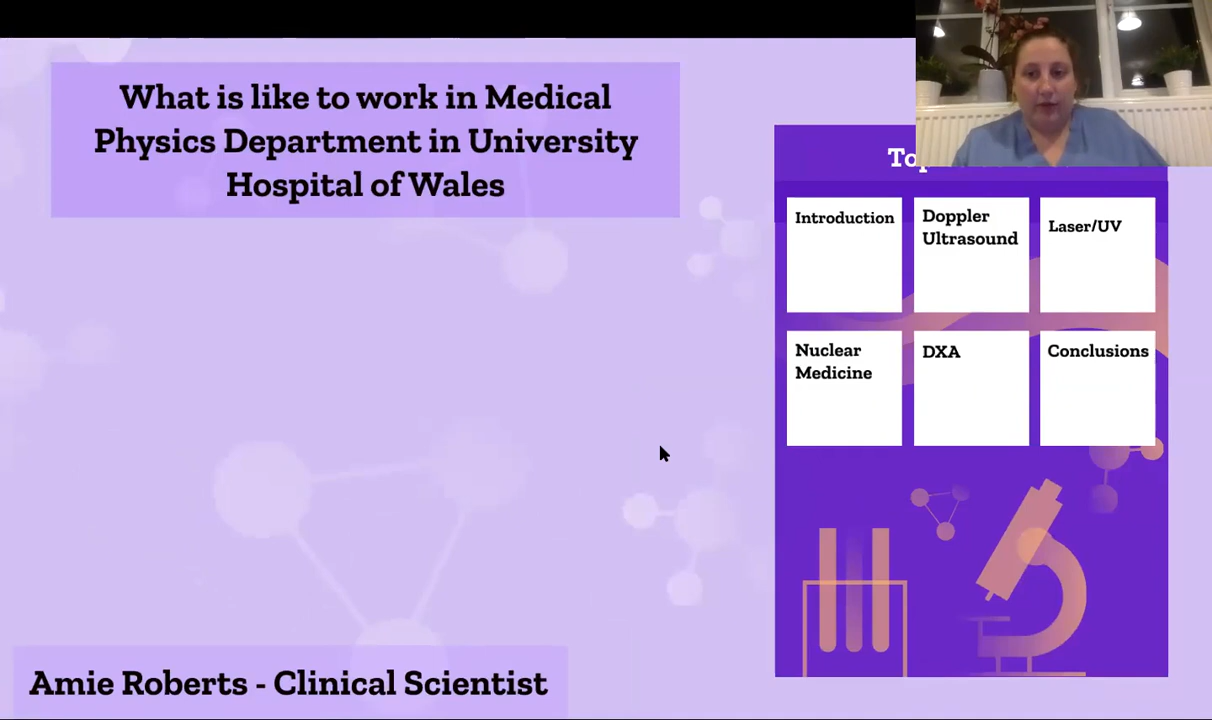 What is like to work in Medical
Physics Department in University
Hospital of Wales
Introduction
Doppler
Ultrasound
Laser/UV
Nuclear
Medicine
DXA
Conclusions
Amie Roberts - Clinical Scientist